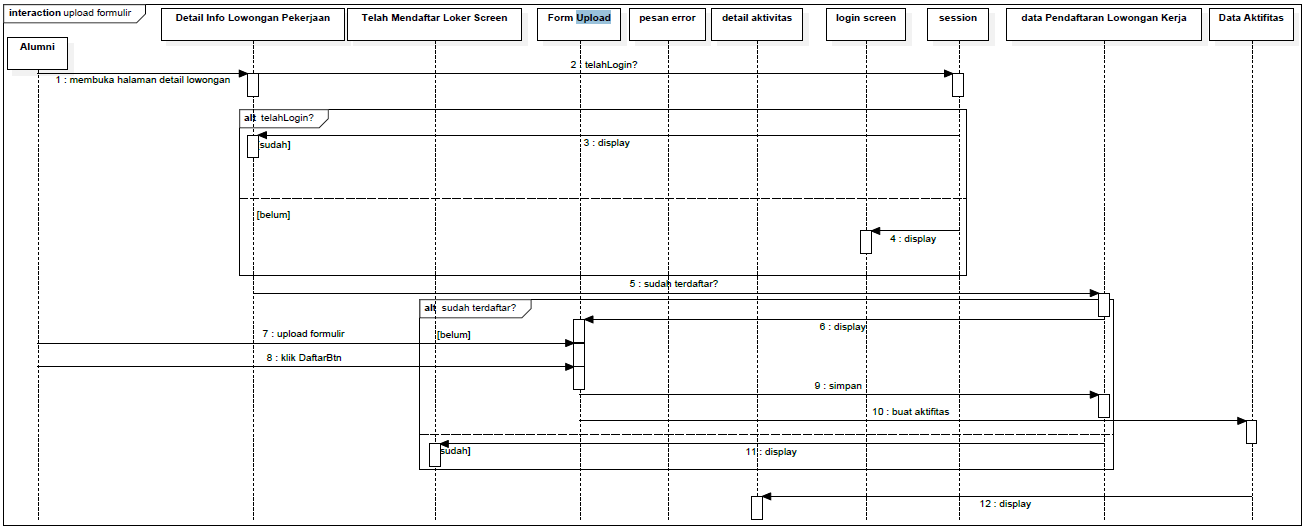 interaction upload formulir
Alumni
Detail Info Lowongan Pekerjaan
Telah Mendaftar Loker Screen
Form Upload
pesan error
detail aktivitas
login screen
session
data Pendaftaran Lowongan Kerja
Data Aktifitas
1 : membuka halaman detail lowongan
2 : telahLogin?
alt telahLogin?
sudah]
3 : display
[belum]
4 : display
5 : sudah terdaftar?
alt sudah terdaftar?
6 : display
7 : upload formulir
[belum]
8 : klik DaftarBtn
9 : simpan
10 : buat aktifitas
sudah]
11 : display
12 : display